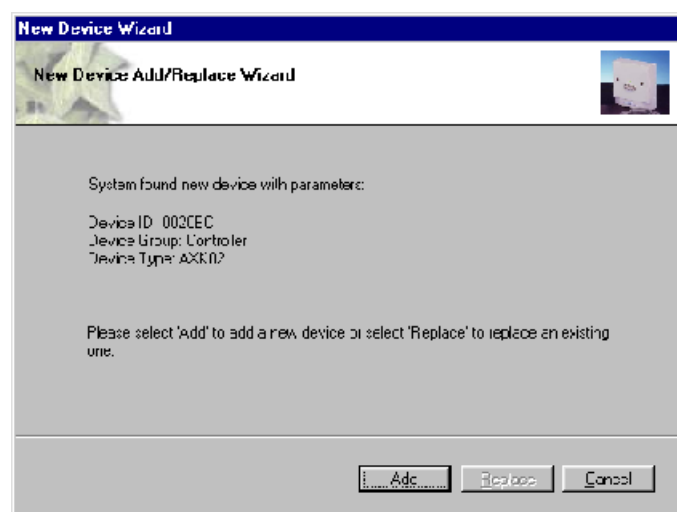 New Device Wizard
New Device Add/Replace Wizard
System found new device with parameters:
Device ID:
Device Group: Controler
Device Type: AXK02
Please select 'Add' to add a new device or select 'Replace' to replace an existing
one.
Add
Replace
Cancel